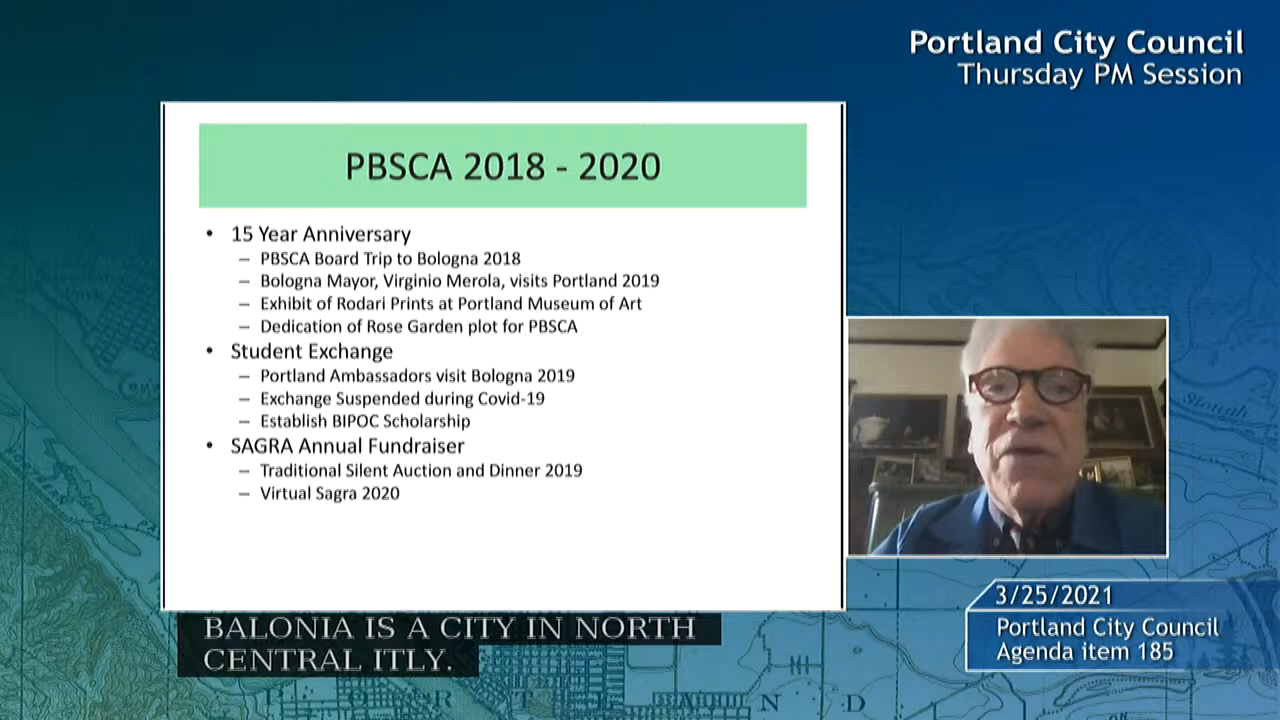 Portland City Council
Thursday PM Session
PBSCA 2018 - 2020
• 15 Year Anniversary
– PBSCA Board Trip to Bologna 2018
– Bologna Mayor, Virginio Merola, visits Portland 2019
– Exhibit of Rodari Prints at Portland Museum of Art
– Dedication of Rose Garden plot for PBSCA
• Student Exchange
– Portland Ambassadors visit Bologna 2019
– Exchange Suspended during Covid-19
– Establish BIPOC Scholarship
• SAGRA Annual Fundraiser
– Traditional Silent Auction and Dinner 2019
– Virtual Sagra 2020
Slough
3/25/2021
Portland City Council
Agenda item 185
BALONIA IS A CITY IN NORTH
CENTRAL ITLY.